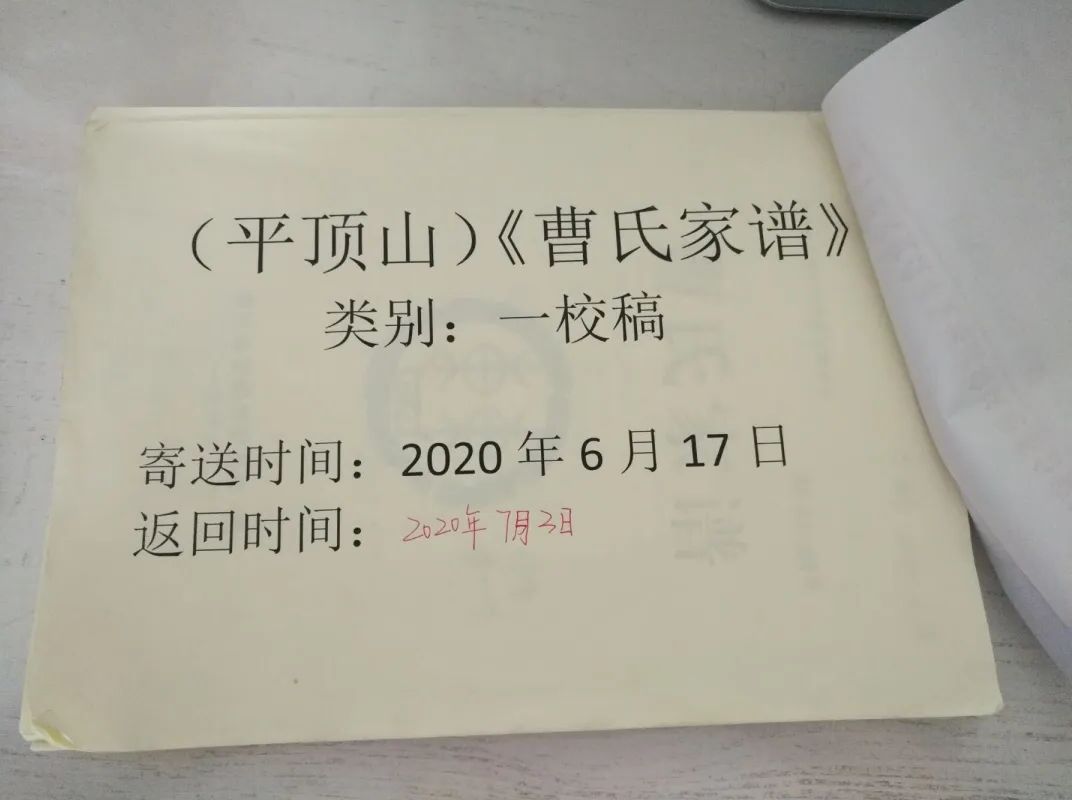 （平顶山）《曹氏家谱》
类别：一校稿
寄送时间：2020 年 6 月 17 日
返回时间：2020年7月3日